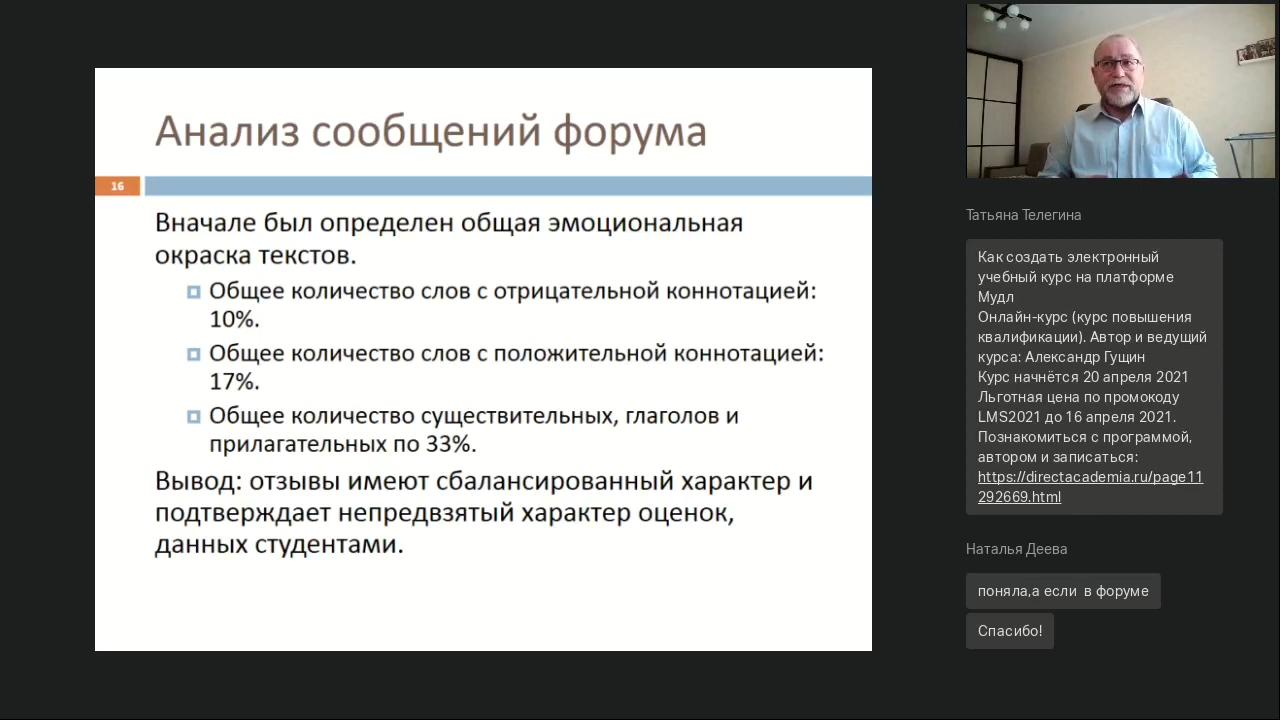 Анализ сообщений форума
16
Вначале был определен общая эмоциональная
окраска текстов.
Общее количество слов с отрицательной коннотацией:
10%.
Общее количество слов с положительной коннотацией:
17%.
Общее количество существительных, глаголов и
прилагательных по 33%.
Вывод: отзывы имеют сбалансированный характер и
подтверждает непредвзятый характер оценок,
данных студентами.
Татьяна Телегина
Как создать электронный
учебный курс на платформе
Мудл
Онлайн-курс (курс повышения
квалификации). Автор и ведущий
курса: Александр Гущин
Курс начнётся 20 апреля 2021
Льготная цена по промокоду
LMS2021 до 16 апреля 2021.
Познакомиться с программой,
автором и записаться:
https://directacademia.ru/page11
292669.html
Наталья Деева
поняла,а если в форуме
Спасибо!